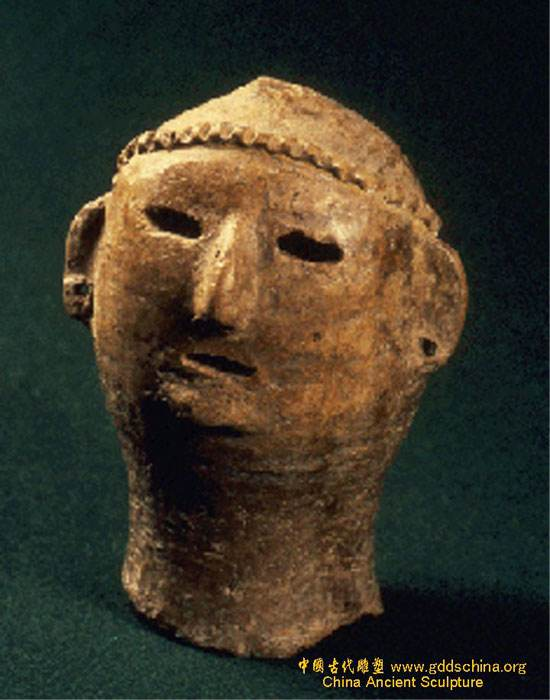 中國古代雕塑 www.gddschina.org
China Ancient Sculpture